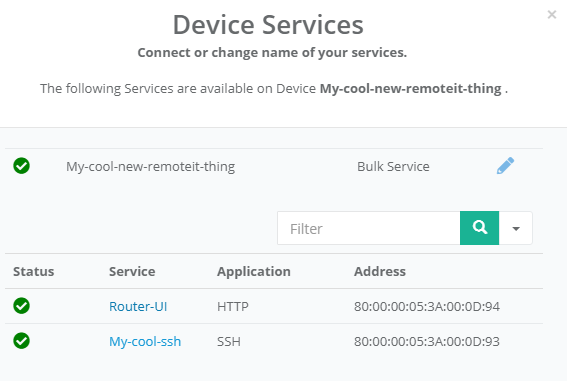 ×
Device Services
Connect or change name of your services.
The following Services are available on Device My-cool-new-remoteit-thing .
My-cool-new-remoteit-thing Bulk Service
Filter
Status Service Application Address
Router-UI HTTP 80:00:00:05:3A:00:0D:94
My-cool-ssh SSH 80:00:00:05:3A:00:0D:93